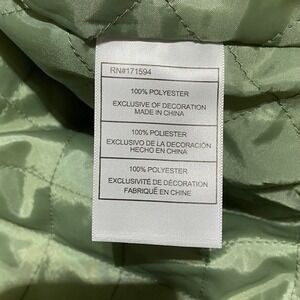 RN#171594
100% POLYESTER
EXCLUSIVE OF DECORATION
MADE IN CHINA
100% POLIESTER
EXCLUSIVO DE LA DECORACIÓN
HECHO EN CHINA
100% POLYESTER
EXCLUSIVITÉ DE DÉCORATION
FABRIQUÉ EN CHINE